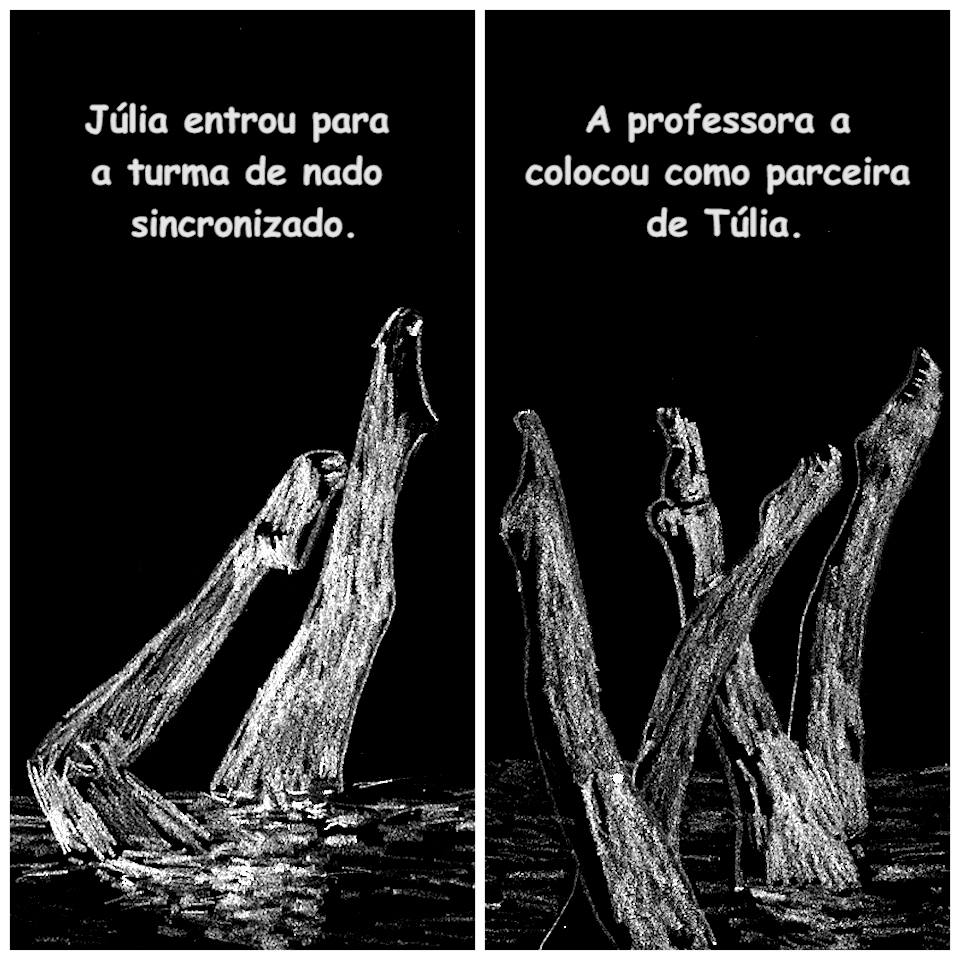 Júlia entrou para
a turma de nado
sincronizado.
A professora a
colocou como parceira
de Túlia.